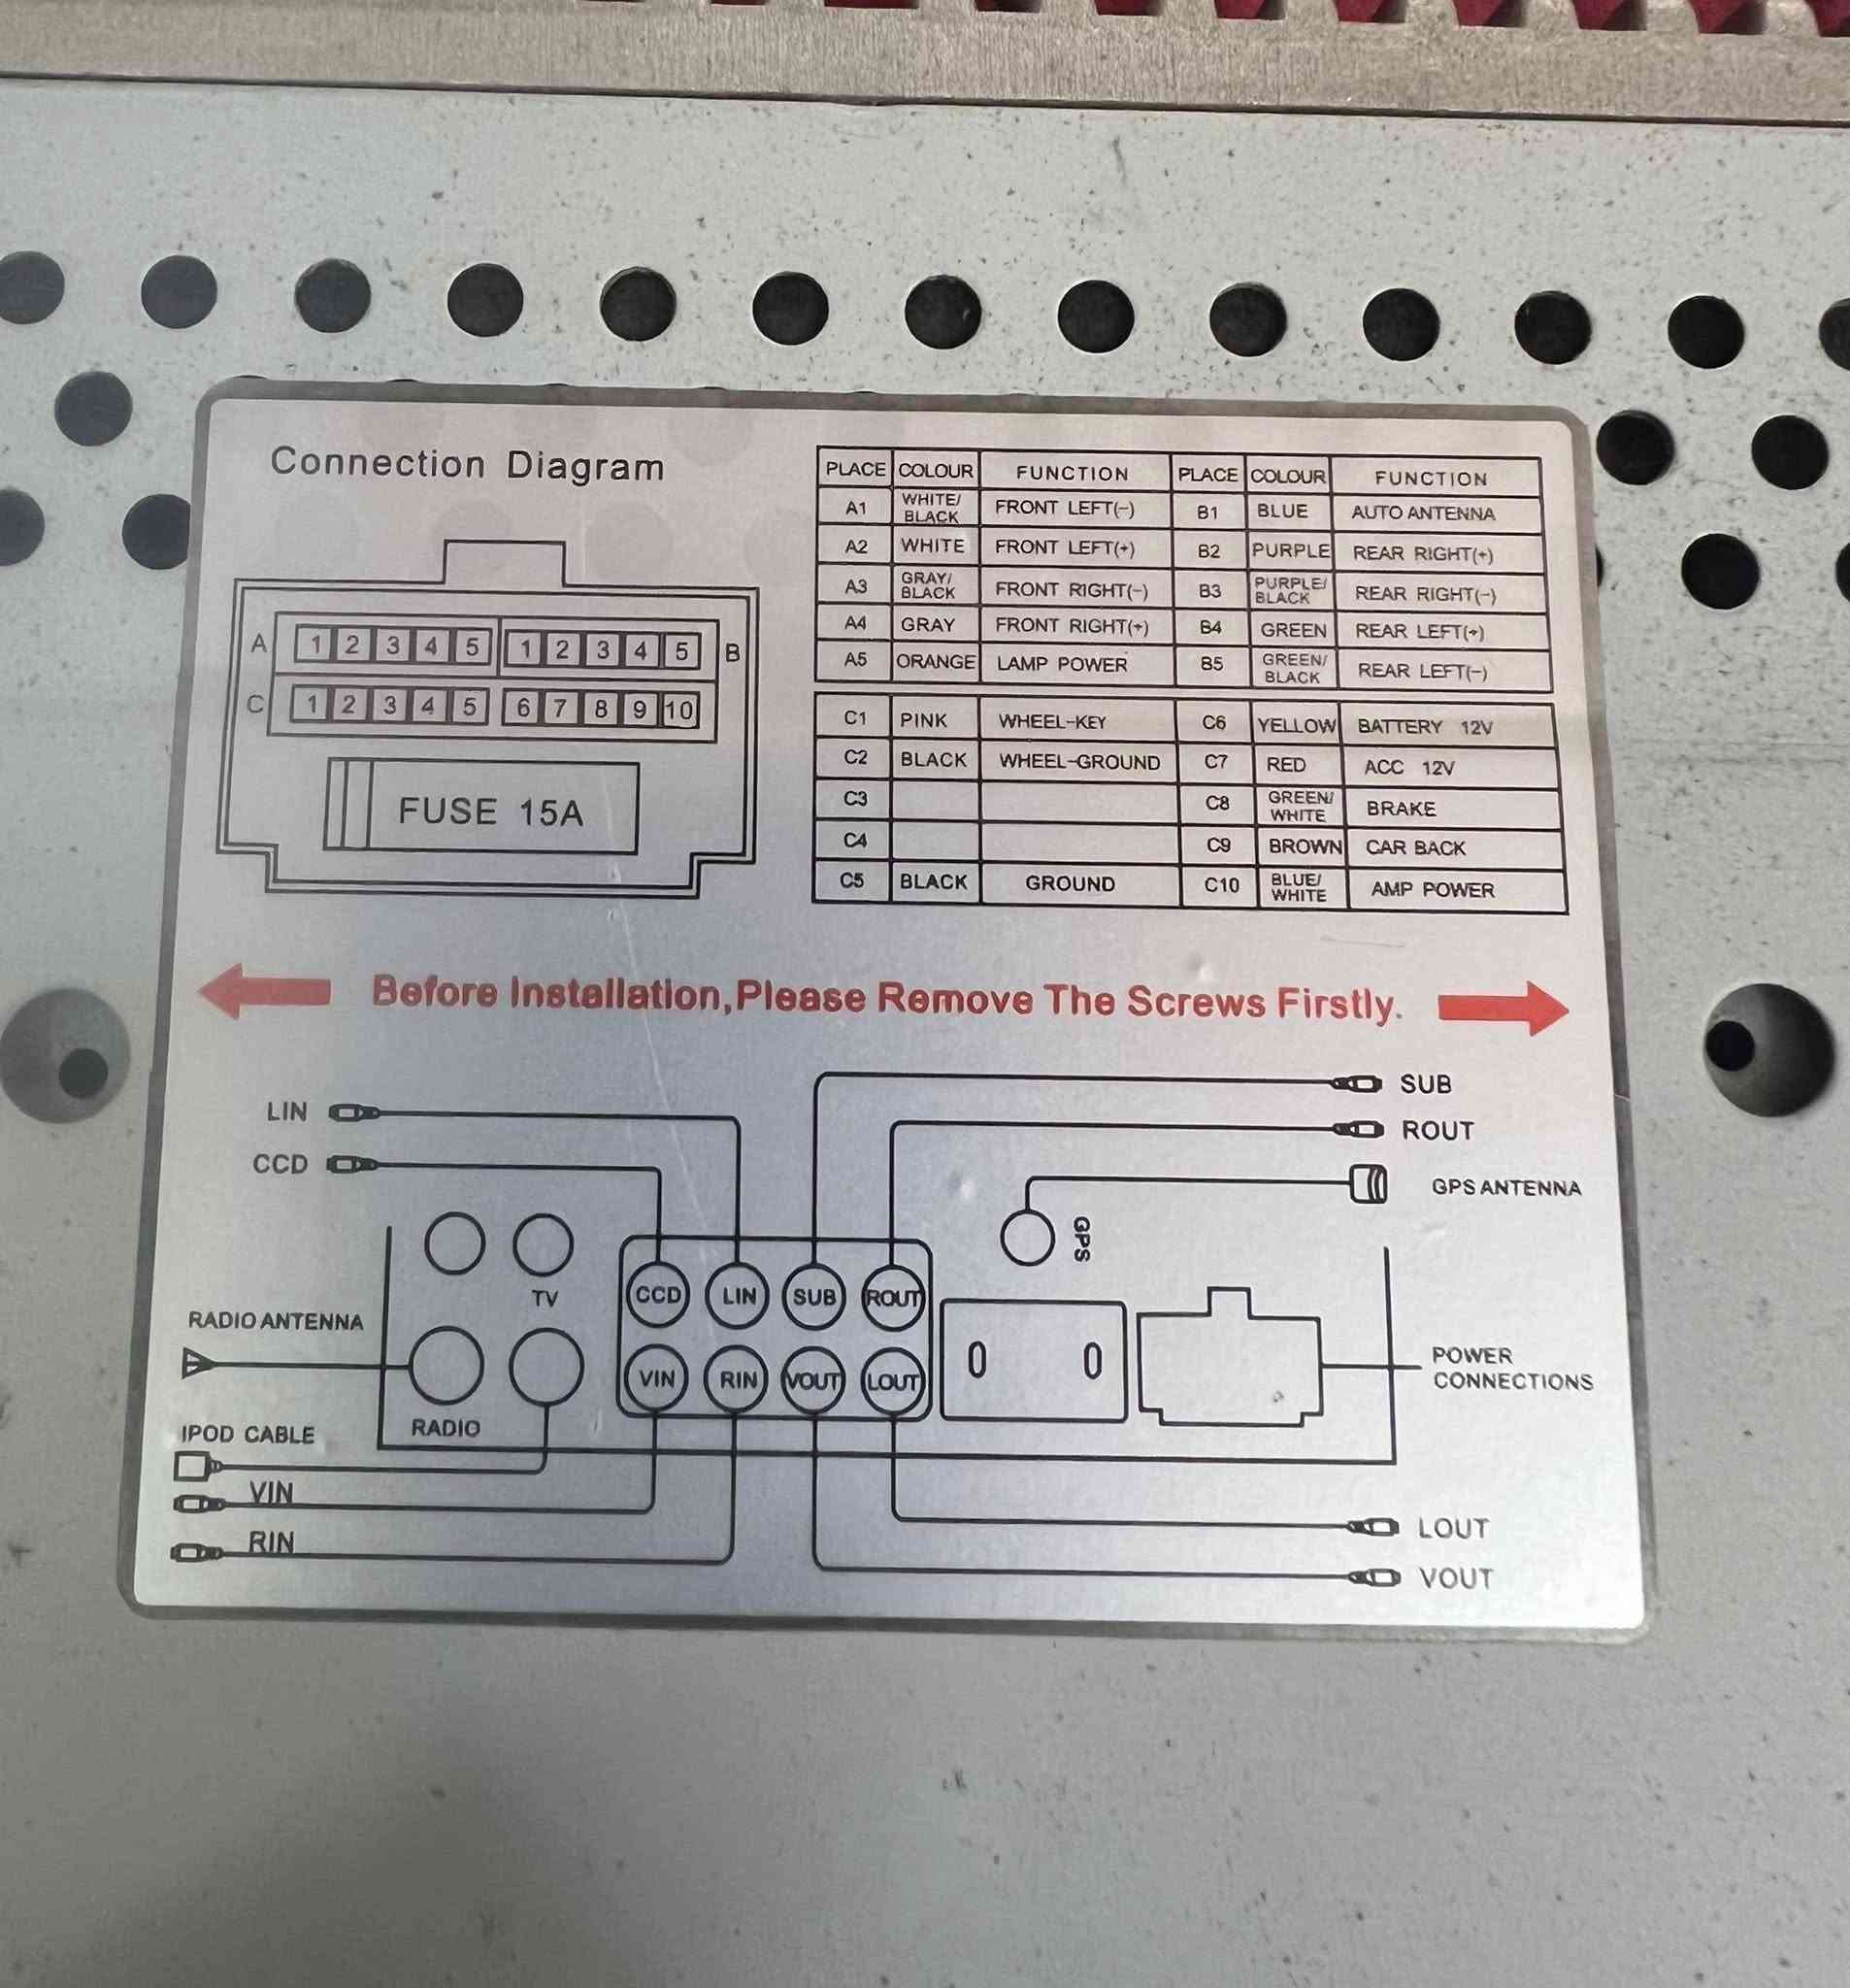 Connection Diagram
A 1 2 3 4 5 1 2 3 4 5 B
C 1 2 3 4 5 6 7 8 9 10
FUSE 15A
PLACE COLOUR FUNCTION PLACE COLOUR FUNCTION
A1 WHITE/ BLACK FRONT LEFT(-) B1 BLUE AUTO ANTENNA
A2 WHITE FRONT LEFT(+) B2 PURPLE REAR RIGHT(+)
A3 GRAY/ BLACK FRONT RIGHT(-) B3 PURPLE/ BLACK REAR RIGHT(-)
A4 GRAY FRONT RIGHT(+) B4 GREEN REAR LEFT(+)
A5 ORANGE LAMP POWER B5 GREEN/ BLACK REAR LEFT(-)
C1 PINK WHEEL-KEY C6 YELLOW BATTERY 12V
C2 BLACK WHEEL-GROUND C7 RED ACC 12V
C3 C8 GREEN/ WHITE BRAKE
C4 C9 BROWN CAR BACK
C5 BLACK GROUND C10 BLUE/ WHITE AMP POWER
Before Installation,Please Remove The Screws Firstly.
SUB
LIN
ROUT
CCD
GPS ANTENNA
GPS
TV
CCD LIN SUB ROUT
RADIO ANTENNA
VIN RIN VOUT LOUT
POWER
CONNECTIONS
RADIO
IPOD CABLE
VIN
LOUT
RIN
VOUT